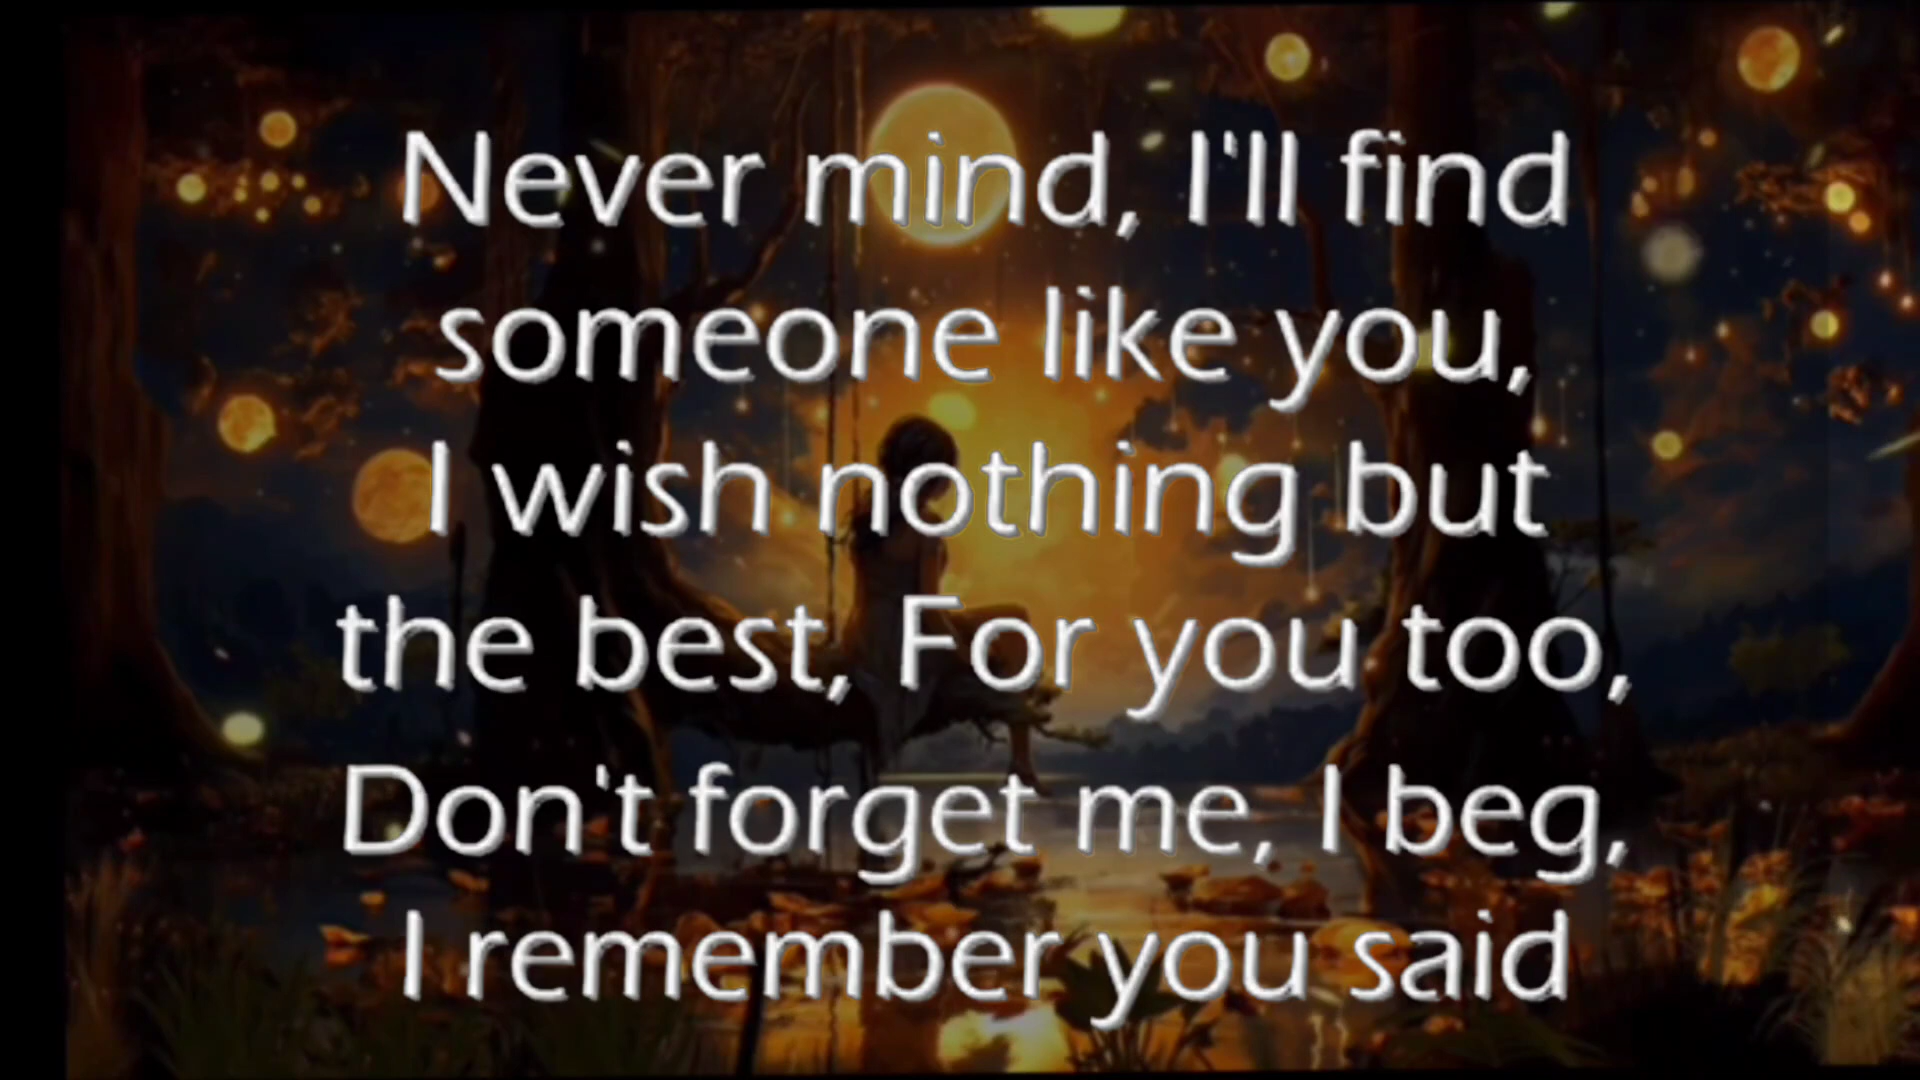 Never mind, I'll find
someone like you,
I wish nothing but
the best, For you too,
Don't forget me, I beg,
I remember you said